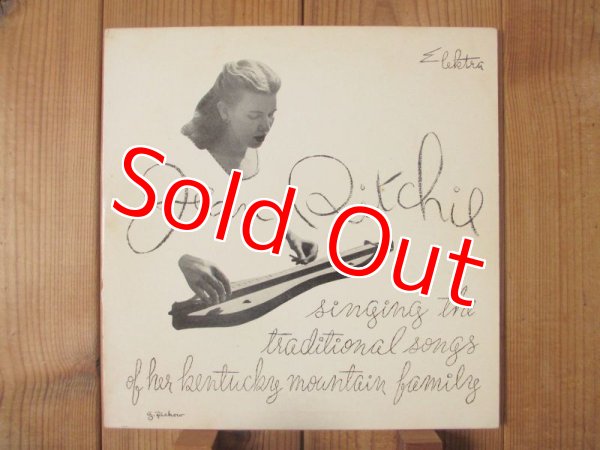 Elektra
Jean Ritchie
Sold Out
singing the
traditional songs
of her kentucky mountain family